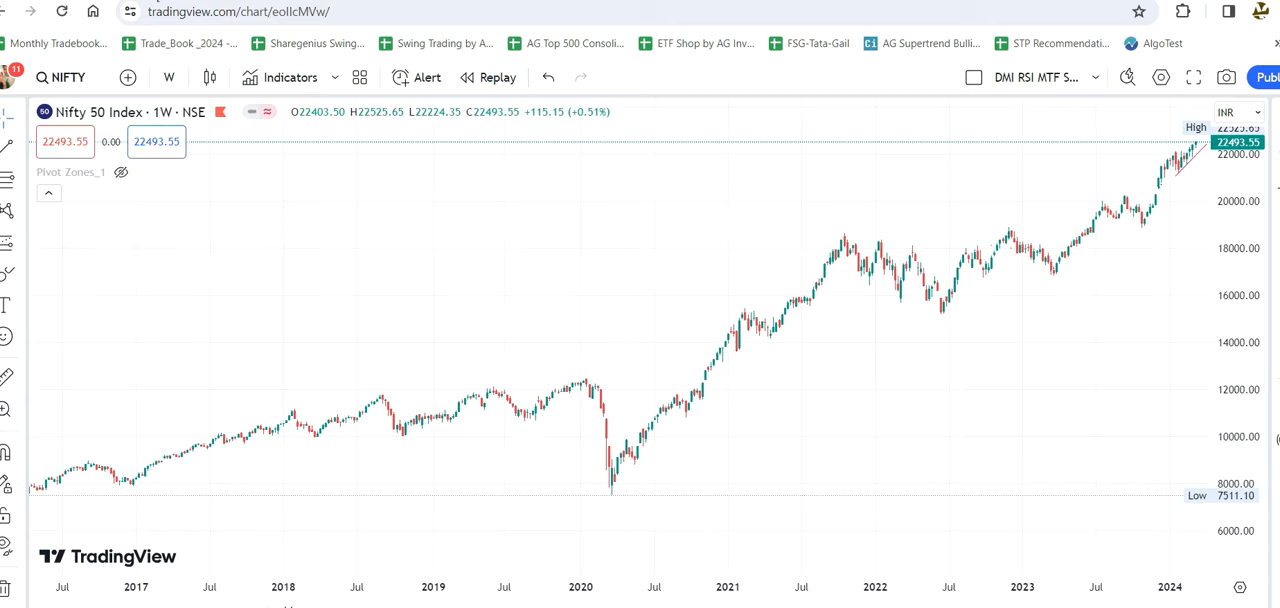 tradingview.com/chart/eoIlcMVw/
Monthly Tradebook... Trade_Book _2024 -... Sharegenius Swing... Swing Trading by A... AG Top 500 Consoli... ETF Shop by AG Inv... FSG-Tata-Gail AG Supertrend Bulli... STP Recommendati... AlgoTest
11 NIFTY W Indicators Alert Replay DMI RSI MTF S... Publ
50 Nifty 50 Index · 1W · NSE O22403.50 H22525.65 L22224.35 C22493.55 +115.15 (+0.51%) INR
22493.55 0.00 22493.55
High 22525.65
22493.55
22000.00
Pivot Zones_1
20000.00
18000.00
16000.00
14000.00
12000.00
10000.00
8000.00
Low 7511.10
6000.00
TradingView
Jul 2017 Jul 2018 Jul 2019 Jul 2020 Jul 2021 Jul 2022 Jul 2023 Jul 2024